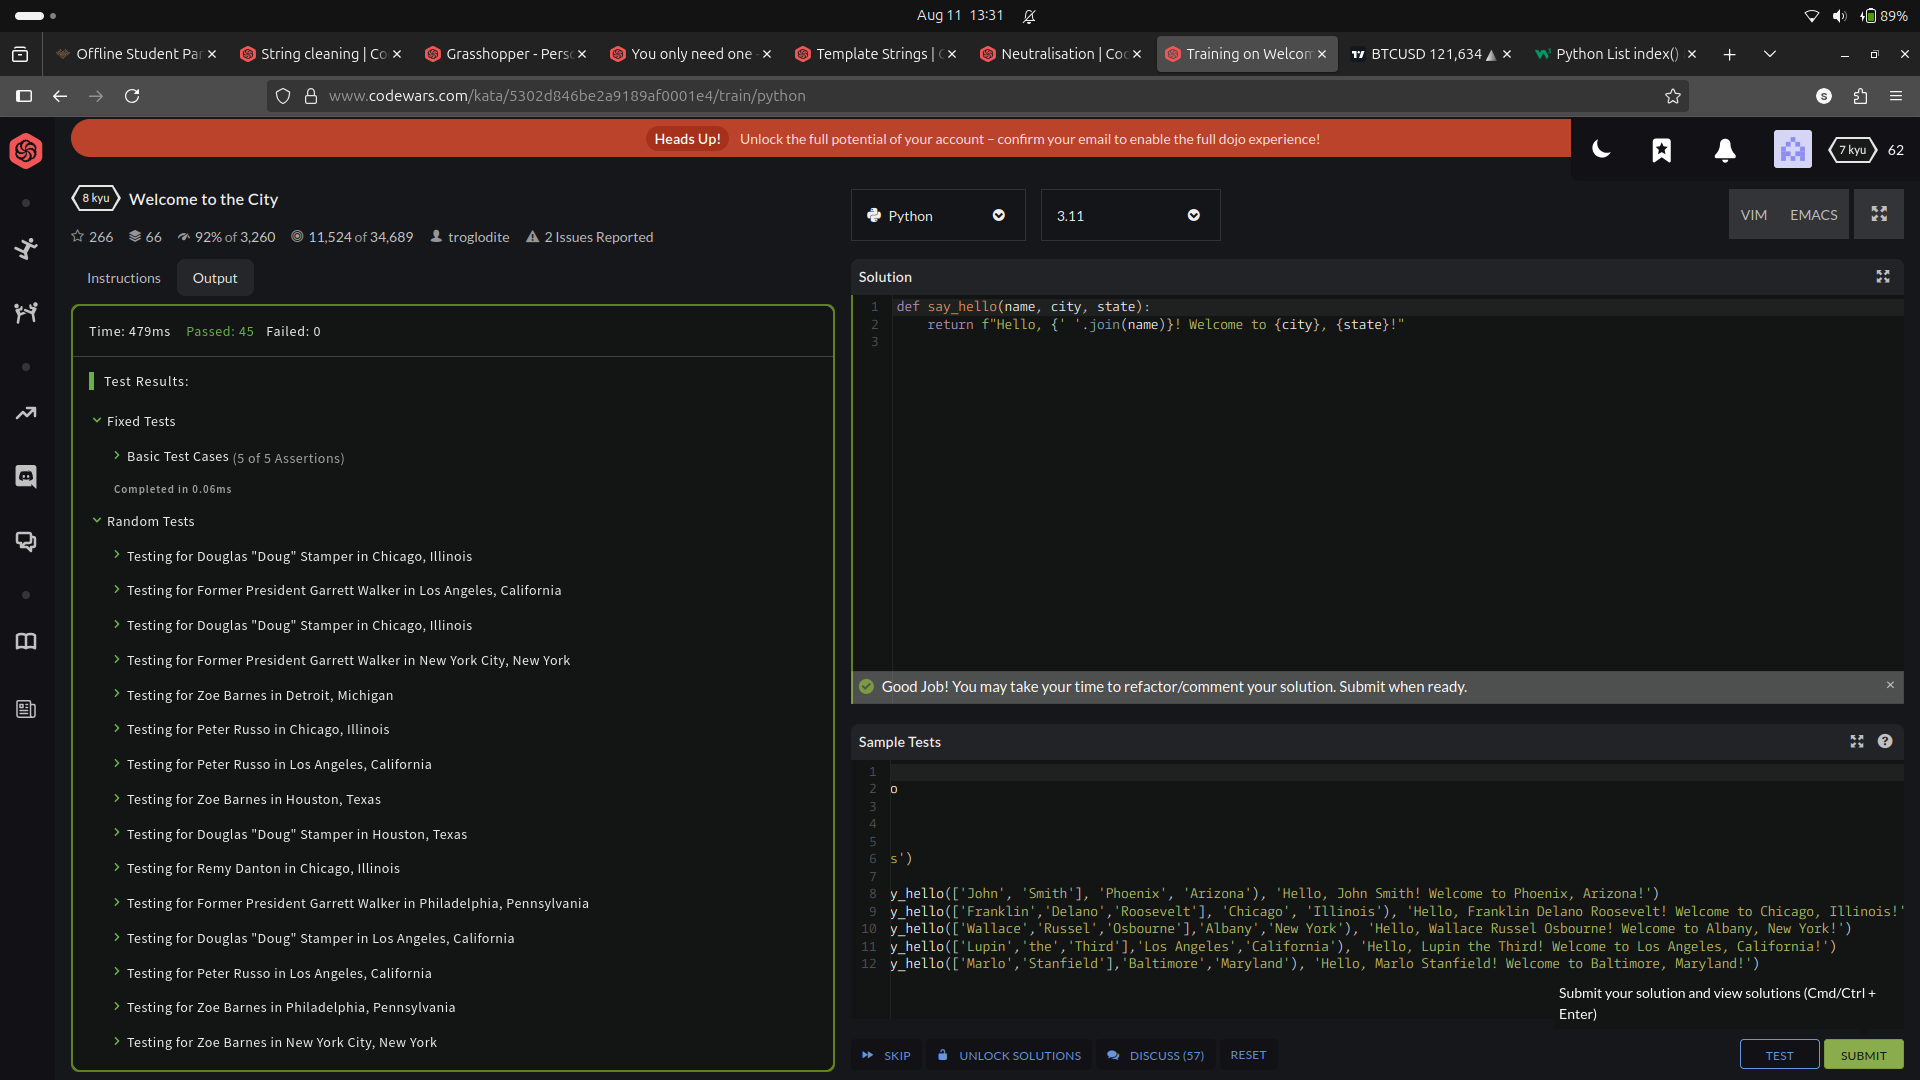 Aug 11 13:31
89%
Offline Student Par
String cleaning | Co
Grasshopper - Perso
You only need one -
Template Strings | C
Neutralisation | Cod
Training on Welcom
BTCUSD 121,634
Python List index()
www.codewars.com/kata/5302d846be2a9189af0001e4/train/python
S
Heads Up! Unlock the full potential of your account – confirm your email to enable the full dojo experience!
7 kyu 62
8 kyu Welcome to the City
266 66 92% of 3,260 11,524 of 34,689 troglodite 2 Issues Reported
Python
3.11
VIM EMACS
Instructions Output
Time: 479ms Passed: 45 Failed: 0
Test Results:
Fixed Tests
Basic Test Cases (5 of 5 Assertions)
Completed in 0.06ms
Random Tests
Testing for Douglas "Doug" Stamper in Chicago, Illinois
Testing for Former President Garrett Walker in Los Angeles, California
Testing for Douglas "Doug" Stamper in Chicago, Illinois
Testing for Former President Garrett Walker in New York City, New York
Testing for Zoe Barnes in Detroit, Michigan
Testing for Peter Russo in Chicago, Illinois
Testing for Peter Russo in Los Angeles, California
Testing for Zoe Barnes in Houston, Texas
Testing for Douglas "Doug" Stamper in Houston, Texas
Testing for Remy Danton in Chicago, Illinois
Testing for Former President Garrett Walker in Philadelphia, Pennsylvania
Testing for Douglas "Doug" Stamper in Los Angeles, California
Testing for Peter Russo in Los Angeles, California
Testing for Zoe Barnes in Philadelphia, Pennsylvania
Testing for Zoe Barnes in New York City, New York
Solution
1 def say_hello(name, city, state):
2 return f"Hello, {' '.join(name)}! Welcome to {city}, {state}!"
3
Good Job! You may take your time to refactor/comment your solution. Submit when ready.
Sample Tests
1
2 o
3
4
5
6 s')
7
8 y_hello(['John', 'Smith'], 'Phoenix', 'Arizona'), 'Hello, John Smith! Welcome to Phoenix, Arizona!')
9 y_hello(['Franklin','Delano','Roosevelt'], 'Chicago', 'Illinois'), 'Hello, Franklin Delano Roosevelt! Welcome to Chicago, Illinois!'
10 y_hello(['Wallace','Russel','Osbourne'],'Albany','New York'), 'Hello, Wallace Russel Osbourne! Welcome to Albany, New York!')
11 y_hello(['Lupin','the','Third'],'Los Angeles','California'), 'Hello, Lupin the Third! Welcome to Los Angeles, California!')
12 y_hello(['Marlo','Stanfield'],'Baltimore','Maryland'), 'Hello, Marlo Stanfield! Welcome to Baltimore, Maryland!')
Submit your solution and view solutions (Cmd/Ctrl +
Enter)
SKIP UNLOCK SOLUTIONS DISCUSS (57) RESET
TEST SUBMIT